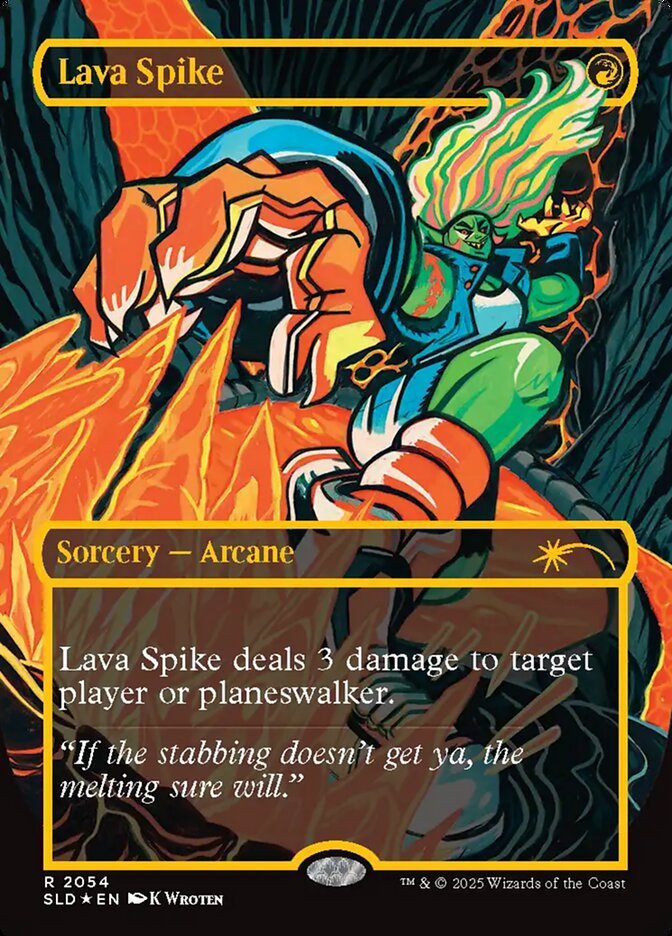 Lava Spike
Sorcery — Arcane
Lava Spike deals 3 damage to target
player or planeswalker.
“If the stabbing doesn’t get ya, the
melting sure will.”
R 2054
SLD ★ EN K Wroten
™ & © 2025 Wizards of the Coast